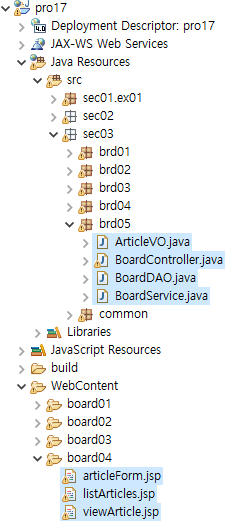 pro17
Deployment Descriptor: pro17
JAX-WS Web Services
Java Resources
src
sec01.ex01
sec02
sec03
brd01
brd02
brd03
brd04
brd05
ArticleVO.java
BoardController.java
BoardDAO.java
BoardService.java
common
Libraries
JavaScript Resources
build
WebContent
board01
board02
board03
board04
articleForm.jsp
listArticles.jsp
viewArticle.jsp